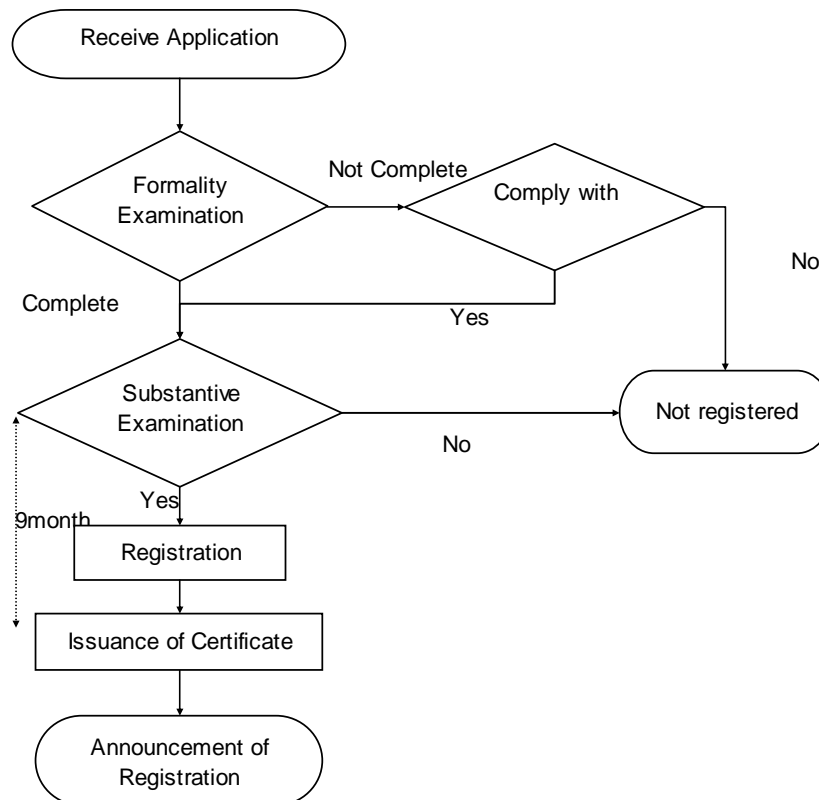 Receive Application
Formality
Examination
Not Complete
Comply with
No
Complete
Yes
Substantive
Examination
Not registered
No
Yes
9month
Registration
Issuance of Certificate
Announcement of
Registration